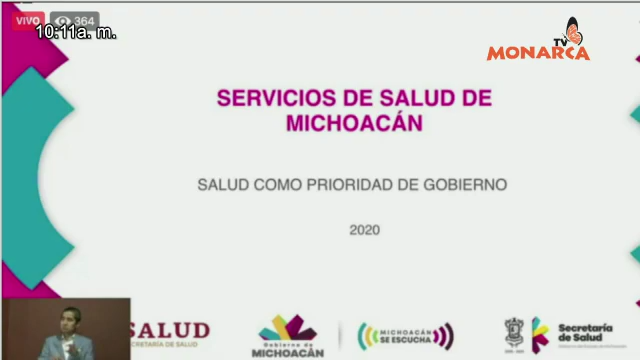 VIVO 364
10:11a. m.
TV
MONARCA
SERVICIOS DE SALUD DE
MICHOACÁN
SALUD COMO PRIORIDAD DE GOBIERNO
2020
SALUD
SECRETARÍA DE SALUD
Gobierno de
MICHOACÁN
MICHOACÁN
SE ESCUCHA
Secretaría
de Salud